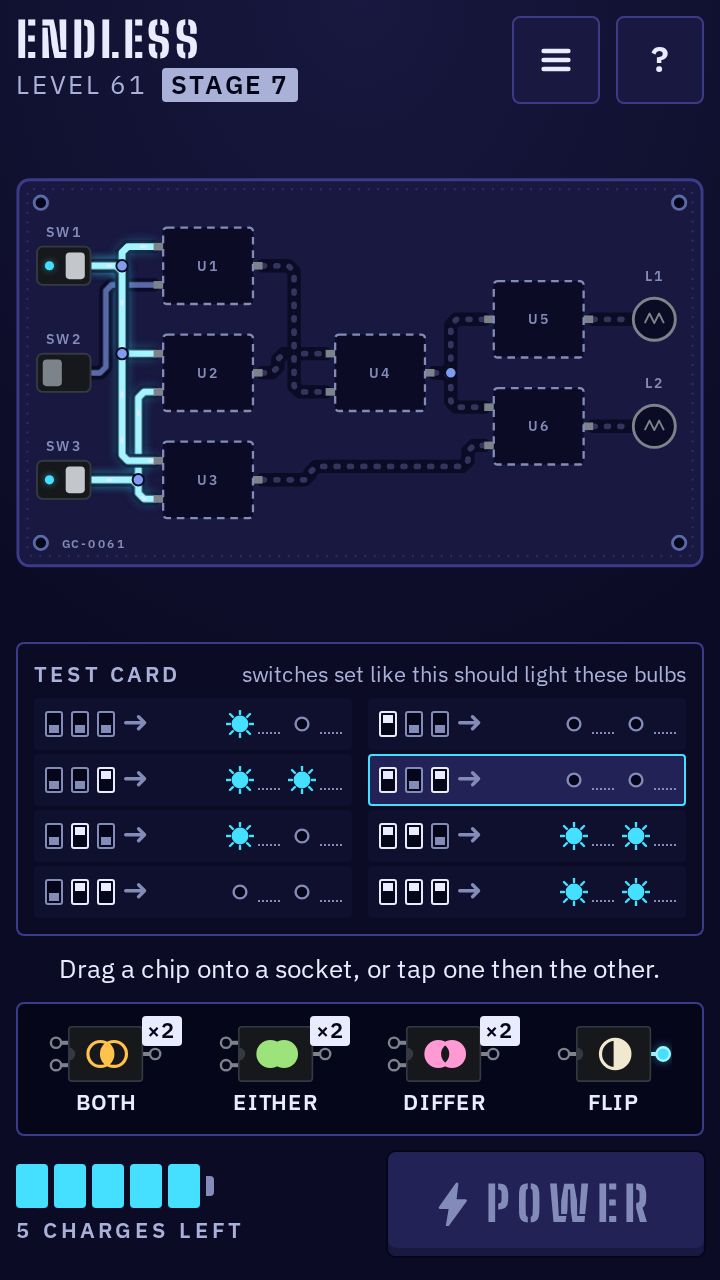 ENDLESS
LEVEL 61 STAGE 7
?
SW1
SW2
SW3
U1
U2
U3
U4
U5
U6
L1
L2
GC-0061
TEST CARD
switches set like this should light these bulbs
Drag a chip onto a socket, or tap one then the other.
×2 ×2 ×2
BOTH EITHER DIFFER FLIP
5 CHARGES LEFT
POWER